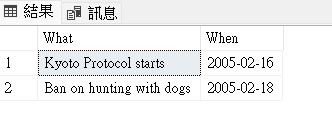 結果 訊息
What When
1 Kyoto Protocol starts 2005-02-16
2 Ban on hunting with dogs 2005-02-18